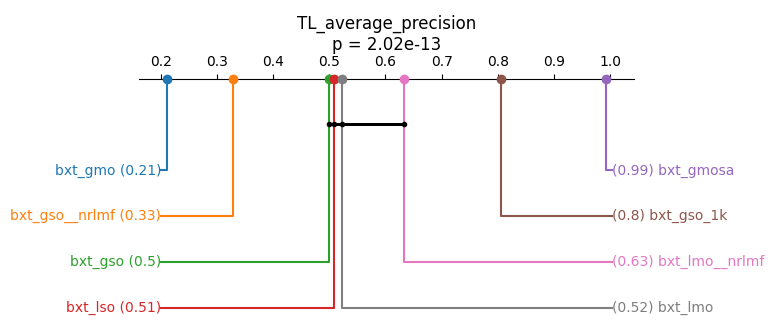 TL_average_precision
p = 2.02e-13
0.2 0.3 0.4 0.5 0.6 0.7 0.8 0.9 1.0
bxt_gmo (0.21) (0.99) bxt_gmosa
bxt_gso__nrlmf (0.33) (0.8) bxt_gso_1k
bxt_gso (0.5) (0.63) bxt_lmo__nrlmf
bxt_lso (0.51) (0.52) bxt_lmo